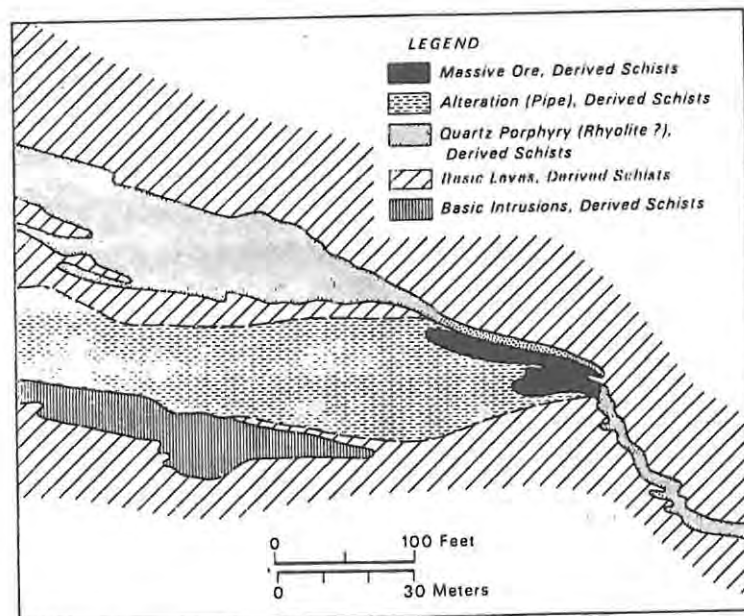 LEGEND
Massive Ore, Derived Schists
Alteration (Pipe), Derived Schists
Quartz Porphyry (Rhyolite ?),
Derived Schists
Basic Lavas, Derived Schists
Basic Intrusions, Derived Schists
0 100 Feet
0 30 Meters